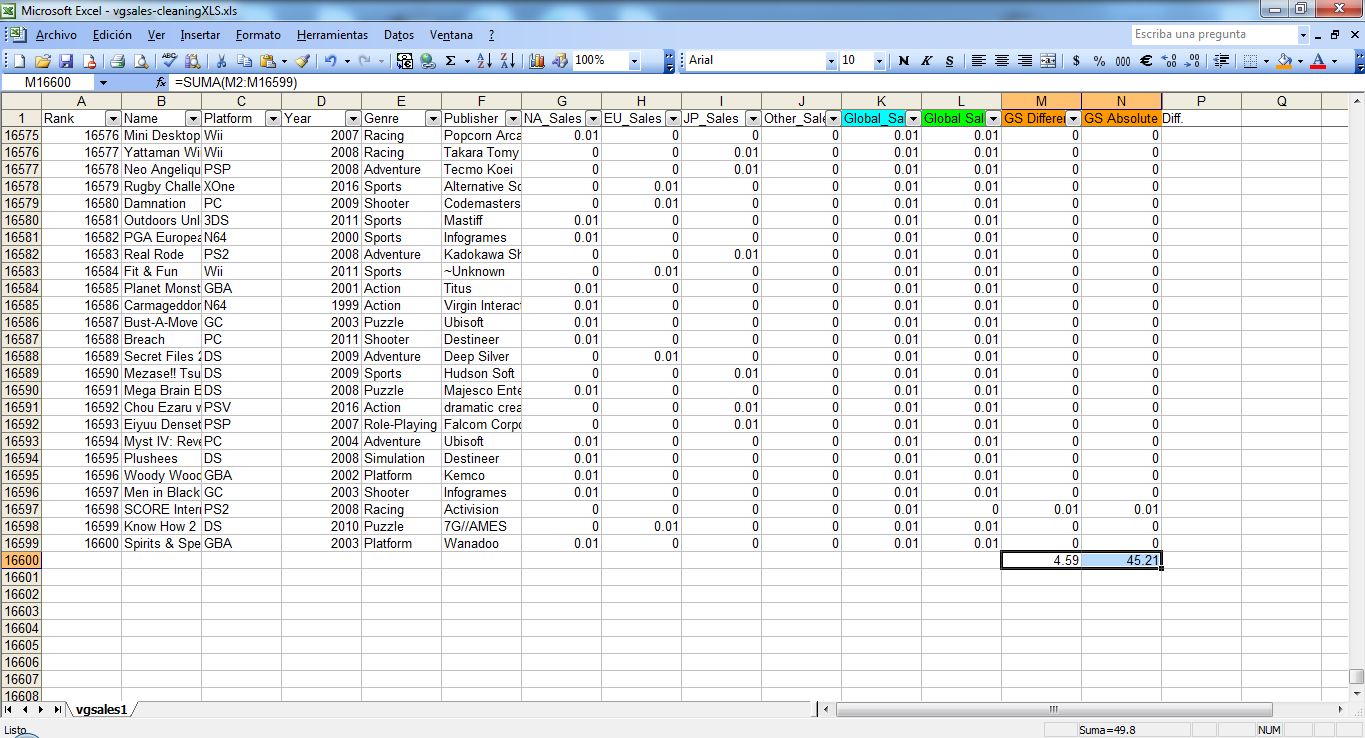 Microsoft Excel - vgsales-cleaningXLS.xls
Archivo Edición Ver Insertar Formato Herramientas Datos Ventana ? Escriba una pregunta
100% Arial 10 N K S $ % 000 €
M16600 fx =SUMA(M2:M16599)
A B C D E F G H I J K L M N P Q
1 Rank Name Platform Year Genre Publisher NA_Sales EU_Sales JP_Sales Other_Sale Global_Sa Global Sal GS Differe GS Absolute Diff.
16575 16576 Mini Desktop Wii 2007 Racing Popcorn Arca 0.01 0 0 0 0.01 0.01 0 0
16576 16577 Yattaman Wi Wii 2008 Racing Takara Tomy 0 0 0.01 0 0.01 0.01 0 0
16577 16578 Neo Angeliqu PSP 2008 Adventure Tecmo Koei 0 0 0.01 0 0.01 0.01 0 0
16578 16579 Rugby Challe XOne 2016 Sports Alternative So 0 0.01 0 0 0.01 0.01 0 0
16579 16580 Damnation PC 2009 Shooter Codemasters 0 0.01 0 0 0.01 0.01 0 0
16580 16581 Outdoors Unl 3DS 2011 Sports Mastiff 0.01 0 0 0 0.01 0.01 0 0
16581 16582 PGA Europea N64 2000 Sports Infogrames 0.01 0 0 0 0.01 0.01 0 0
16582 16583 Real Rode PS2 2008 Adventure Kadokawa Sh 0 0 0.01 0 0.01 0.01 0 0
16583 16584 Fit & Fun Wii 2011 Sports ~Unknown 0 0.01 0 0 0.01 0.01 0 0
16584 16585 Planet Monst GBA 2001 Action Titus 0.01 0 0 0 0.01 0.01 0 0
16585 16586 Carmageddon N64 1999 Action Virgin Interac 0.01 0 0 0 0.01 0.01 0 0
16586 16587 Bust-A-Move GC 2003 Puzzle Ubisoft 0.01 0 0 0 0.01 0.01 0 0
16587 16588 Breach PC 2011 Shooter Destineer 0.01 0 0 0 0.01 0.01 0 0
16588 16589 Secret Files 2 DS 2009 Adventure Deep Silver 0 0.01 0 0 0.01 0.01 0 0
16589 16590 Mezase!! Tsu DS 2009 Sports Hudson Soft 0 0 0.01 0 0.01 0.01 0 0
16590 16591 Mega Brain B DS 2008 Puzzle Majesco Ente 0.01 0 0 0 0.01 0.01 0 0
16591 16592 Chou Ezaru w PSV 2016 Action dramatic crea 0 0 0.01 0 0.01 0.01 0 0
16592 16593 Eiyuu Denset PSP 2007 Role-Playing Falcom Corpo 0 0 0.01 0 0.01 0.01 0 0
16593 16594 Myst IV: Reve PC 2004 Adventure Ubisoft 0.01 0 0 0 0.01 0.01 0 0
16594 16595 Plushees DS 2008 Simulation Destineer 0.01 0 0 0 0.01 0.01 0 0
16595 16596 Woody Wood GBA 2002 Platform Kemco 0.01 0 0 0 0.01 0.01 0 0
16596 16597 Men in Black GC 2003 Shooter Infogrames 0.01 0 0 0 0.01 0.01 0 0
16597 16598 SCORE Inter PS2 2008 Racing Activision 0 0 0 0 0.01 0 0.01 0.01
16598 16599 Know How 2 DS 2010 Puzzle 7G//AMES 0 0.01 0 0 0.01 0.01 0 0
16599 16600 Spirits & Spe GBA 2003 Platform Wanadoo 0.01 0 0 0 0.01 0.01 0 0
16600 4.59 45.21
16601
16602
16603
16604
16605
16606
16607
16608
vgsales1
Listo Suma=49.8 NUM